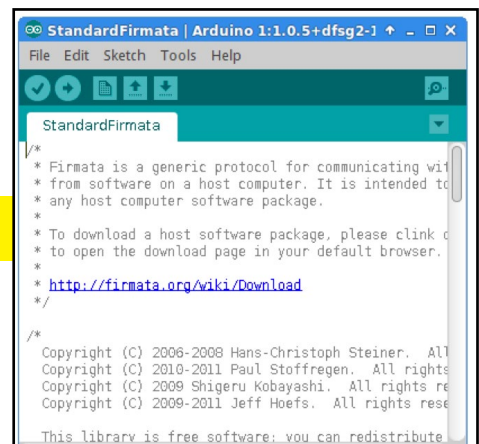 StandardFirmata | Arduino 1:1.0.5+dfsg2-
File Edit Sketch Tools Help
StandardFirmata
/*
* Firmata is a generic protocol for communicating
* from software on a host computer. It is intended to
* any host computer software package.
*
* To download a host software package, please clink
* to open the download page in your default browser.
*
* http://firmata.org/wiki/Download
*/
/*
Copyright (C) 2006-2008 Hans-Christoph Steiner. All
Copyright (C) 2010-2011 Paul Stoffregen. All rights
Copyright (C) 2009 Shigeru Kobayashi. All rights re
Copyright (C) 2009-2011 Jeff Hoefs. All rights rese
This library is free software; you can redistribute